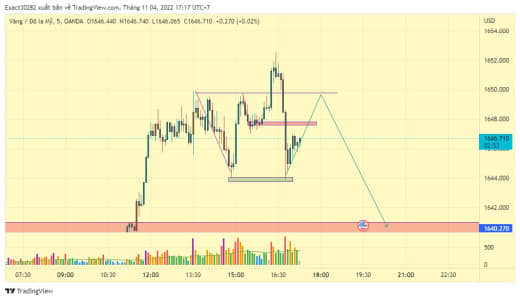 Exact30282.xuất bản về TradingView.com, Tháng 11 04, 2022 17:17 UTC+7
Vàng / Đô la Mỹ, 5, OANDA O1646.440 H1646.740 L1646.065 C1646.710 +0.270 (+0.02%)
USD
1654.000
1652.000
1650.000
1648.000
1646.710
02:53
1644.000
1642.000
1640.270
500
0
07:30 09:00 10:30 12:00 13:30 15:00 16:30 18:00 19:30 21:00 22:30
TradingView